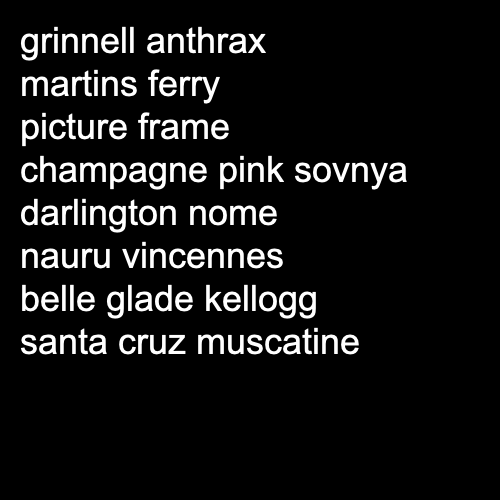 grinnell anthrax
martins ferry
picture frame
champagne pink sovnya
darlington nome
nauru vincennes
belle glade kellogg
santa cruz muscatine